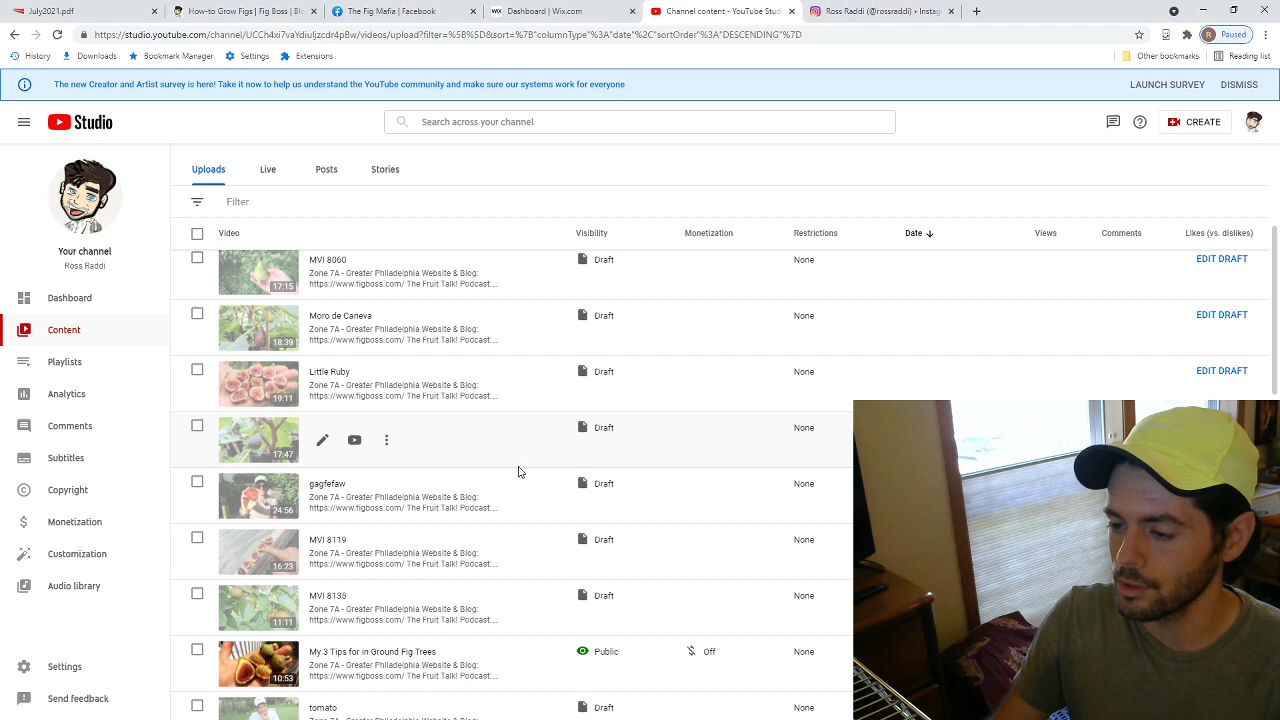 July2021.pdf
How-to Grow Figs | Fig Boss | Bl
The Fig Mafia | Facebook
WiX Dashboard | Wix.com
Channel content - YouTube Studi
Ross Raddi (@rossraddi) • Instag
https://studio.youtube.com/channel/UCCh4xi7vaYdiuljzcdr4pBw/videos/upload?filter=%5B%5D&sort=%7B"columnType"%3A"date"%2C"sortOrder"%3A"DESCENDING"%7D
R Paused
History Downloads Bookmark Manager Settings Extensions Other bookmarks Reading list
The new Creator and Artist survey is here! Take it now to help us understand the YouTube community and make sure our systems work for everyone LAUNCH SURVEY DISMISS
Studio
Search across your channel
CREATE
Your channel
Ross Raddi
Dashboard
Content
Playlists
Analytics
Comments
Subtitles
Copyright
Monetization
Customization
Audio library
Settings
Send feedback
Uploads Live Posts Stories
Filter
Video Visibility Monetization Restrictions Date Views Comments Likes (vs. dislikes)
MVI 8060 Draft None EDIT DRAFT
Zone 7A - Greater Philadelphia Website & Blog:
17:15 https://www.figboss.com/ The Fruit Talk! Podcast:...
Moro de Caneva Draft None EDIT DRAFT
Zone 7A - Greater Philadelphia Website & Blog:
18:39 https://www.figboss.com/ The Fruit Talk! Podcast:...
Little Ruby Draft None EDIT DRAFT
Zone 7A - Greater Philadelphia Website & Blog:
19:11 https://www.figboss.com/ The Fruit Talk! Podcast:...
Draft None
17:47
gagfefaw Draft None
Zone 7A - Greater Philadelphia Website & Blog:
24:56 https://www.figboss.com/ The Fruit Talk! Podcast:...
MVI 8119 Draft None
Zone 7A - Greater Philadelphia Website & Blog:
16:23 https://www.figboss.com/ The Fruit Talk! Podcast:...
MVI 8135 Draft None
Zone 7A - Greater Philadelphia Website & Blog:
11:11 https://www.figboss.com/ The Fruit Talk! Podcast:...
My 3 Tips for in Ground Fig Trees Public Off None
Zone 7A - Greater Philadelphia Website & Blog:
10:53 https://www.figboss.com/ The Fruit Talk! Podcast:...
tomato Draft None